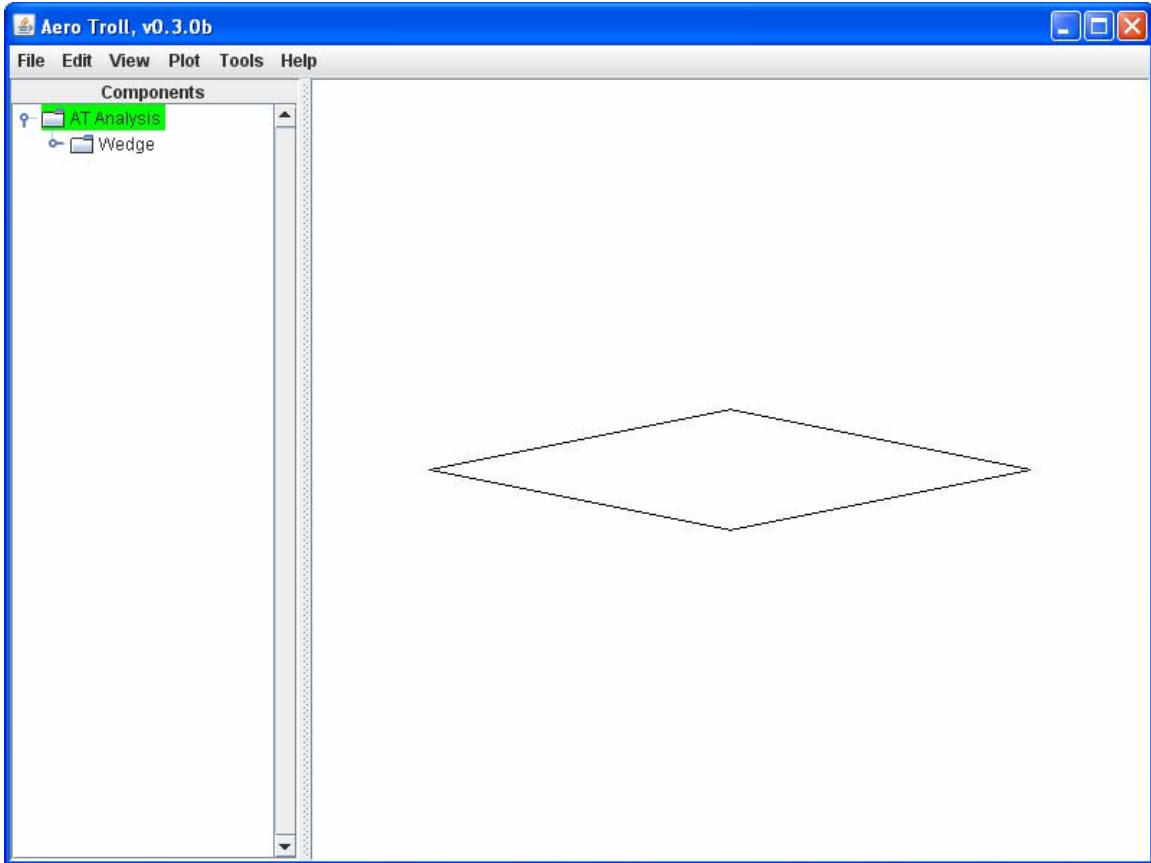 Aero Troll, v0.3.0b
File Edit View Plot Tools Help
Components
AT Analysis
Wedge